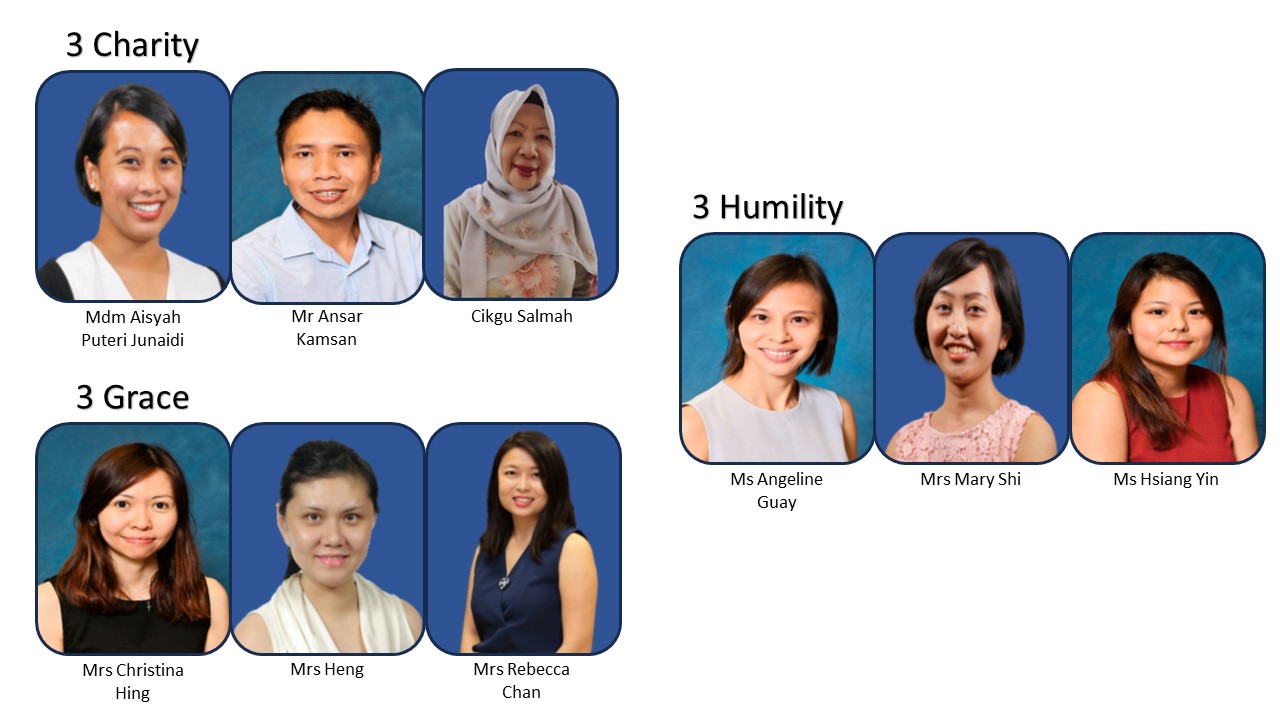 3 Charity
Mdm Aisyah
Puteri Junaidi
Mr Ansar
Kamsan
Cikgu Salmah
3 Grace
Mrs Christina
Hing
Mrs Heng
Mrs Rebecca
Chan
3 Humility
Ms Angeline
Guay
Mrs Mary Shi
Ms Hsiang Yin